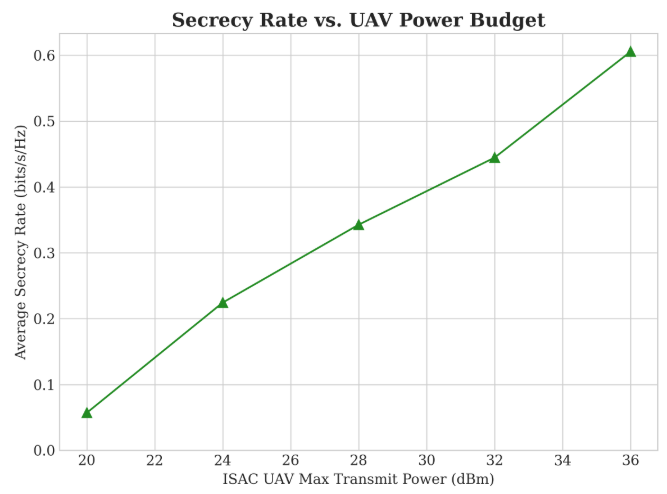 Secrecy Rate vs. UAV Power Budget
0.6
0.5
0.4
0.3
0.2
0.1
0.0
Average Secrecy Rate (bits/s/Hz)
20 22 24 26 28 30 32 34 36
ISAC UAV Max Transmit Power (dBm)